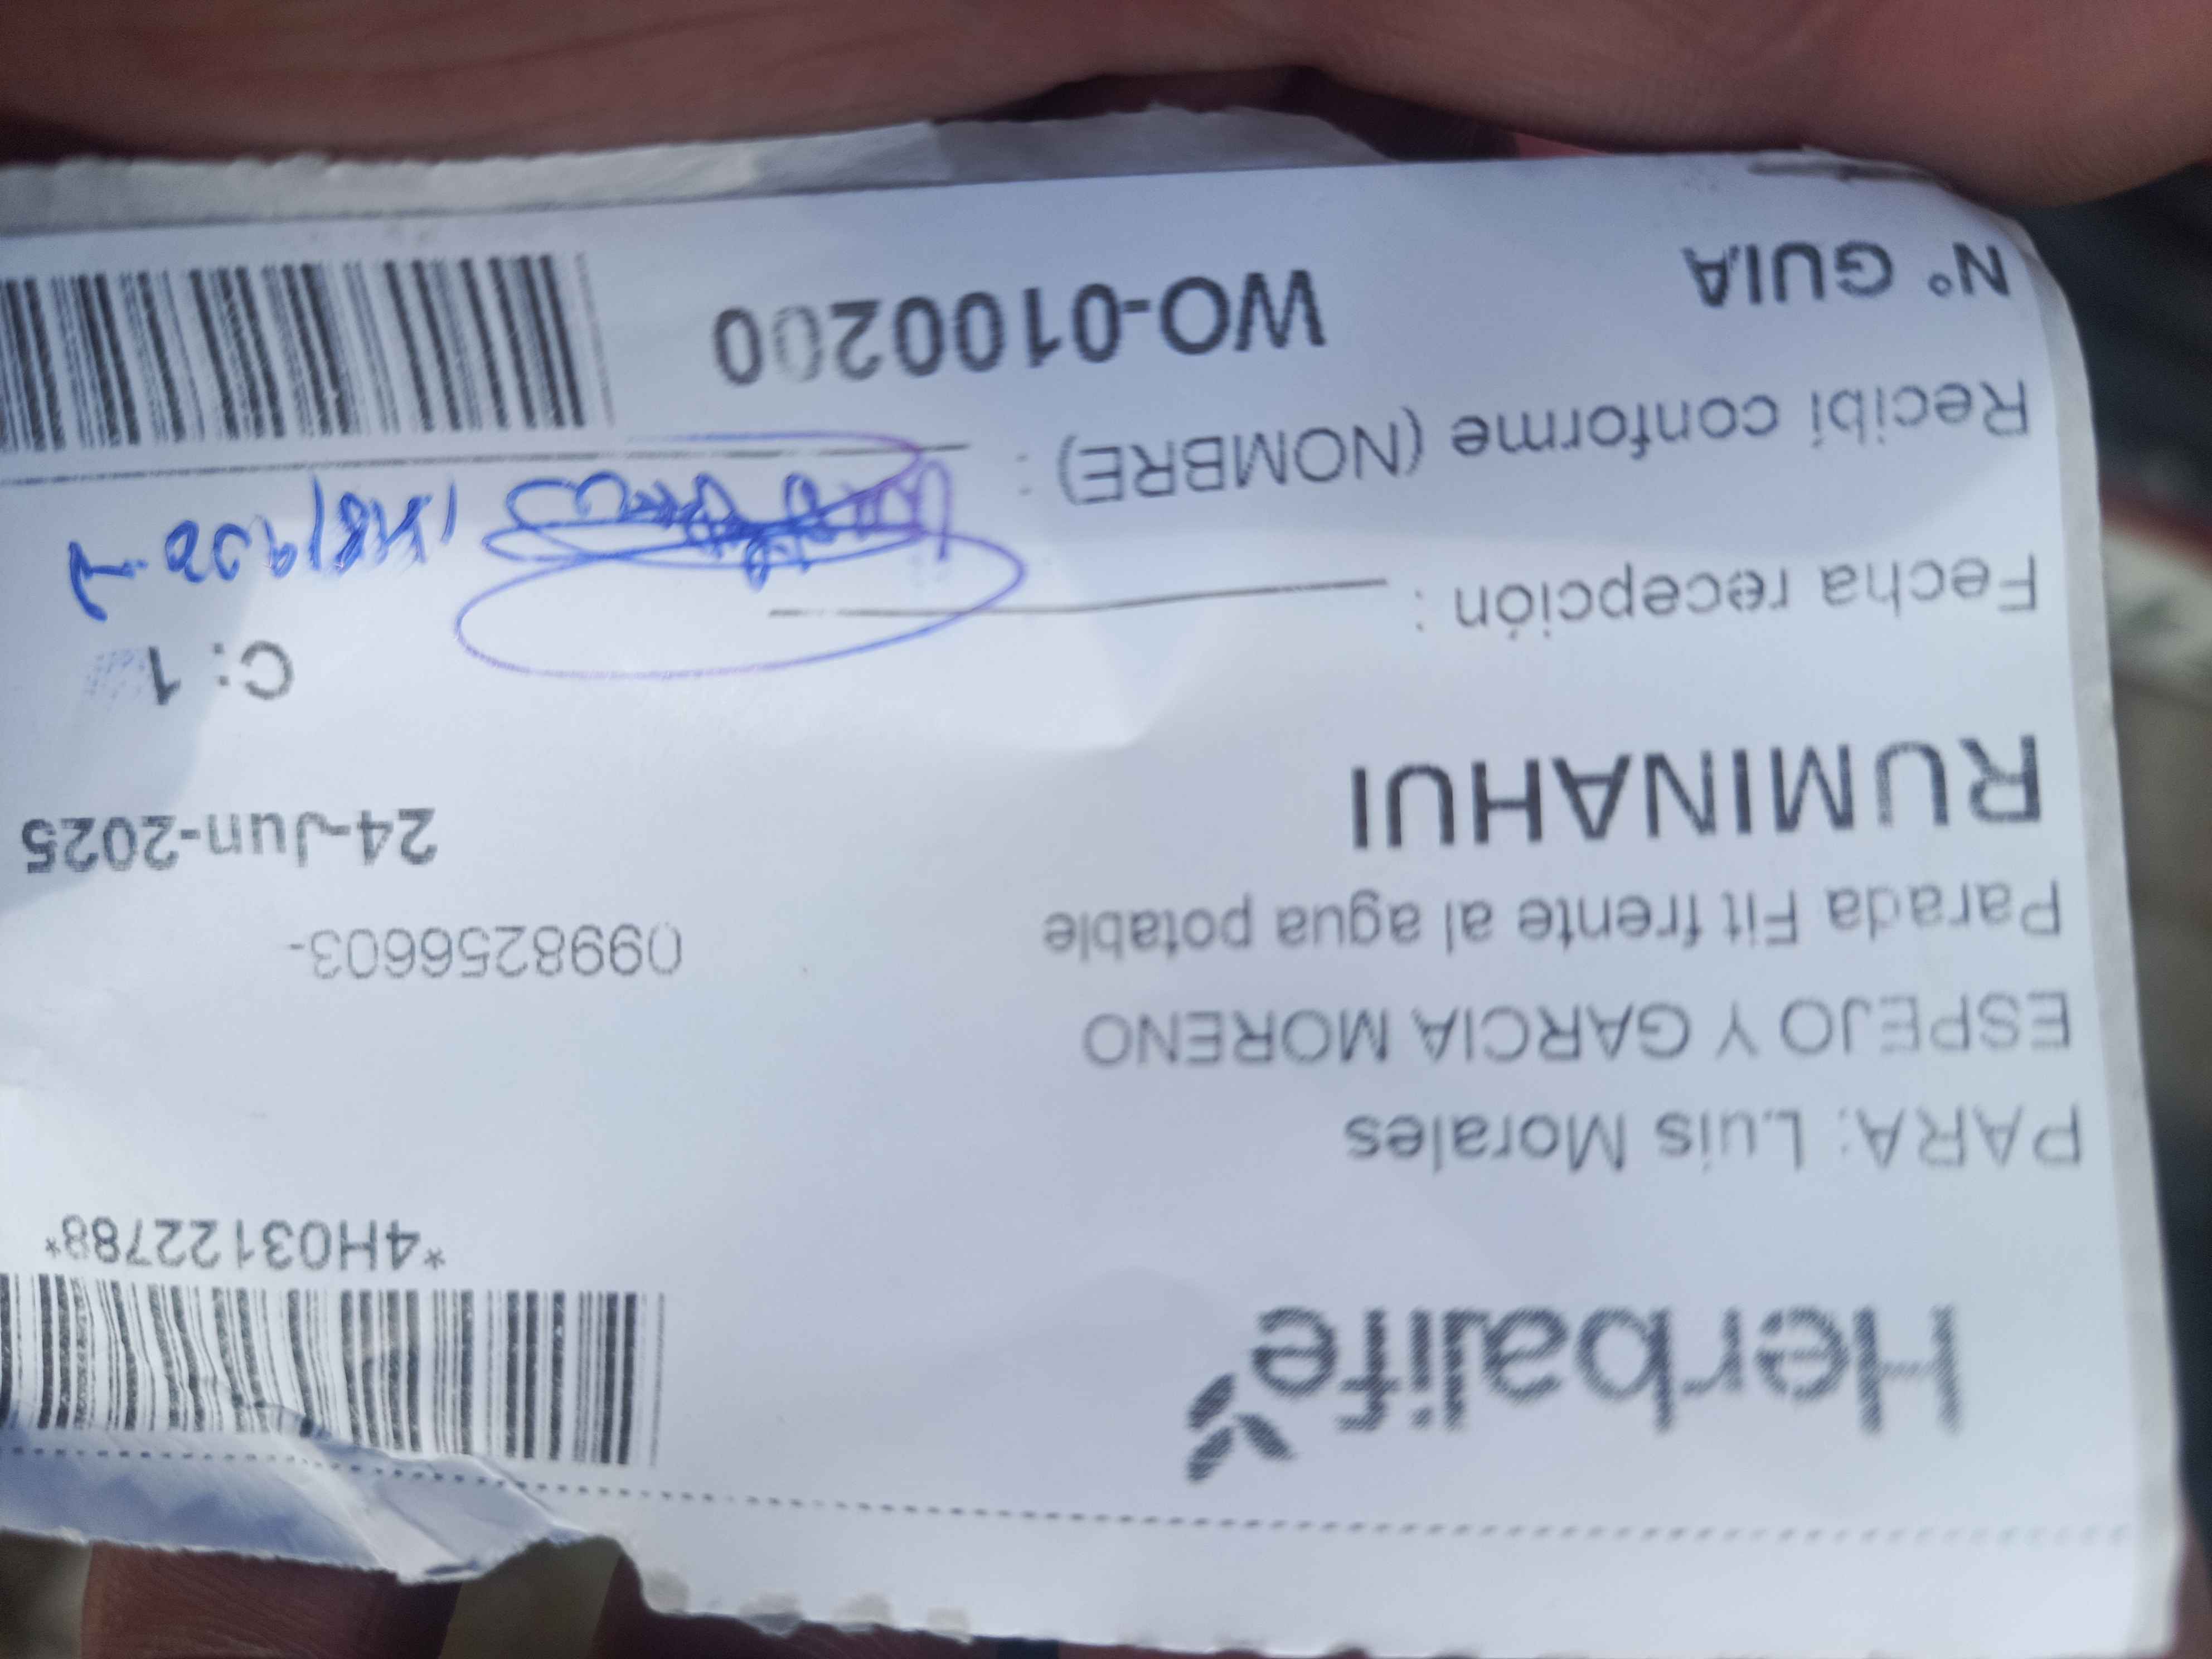 Herbalife
*4H03122788*
PARA: Luis Morales
ESPEJO Y GARCIA MORENO
Parada Fit frente al agua potable
0998256603-
RUMINAHUI
24-Jun-2025
C: 1
Fecha recepción :
Recibí conforme (NOMBRE) :
N° GUIA
WO-0100200